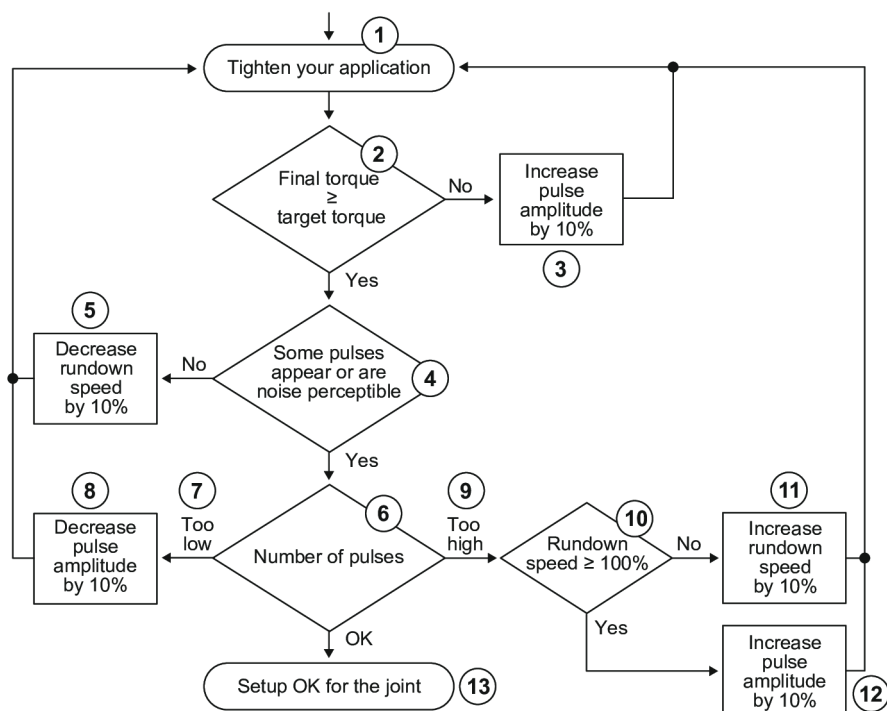 1
Tighten your application
2
Final torque
≥
target torque
No
Increase
pulse
amplitude
by 10%
3
Yes
5
Decrease
rundown
speed
by 10%
No
Some pulses
appear or are
noise perceptible
4
Yes
8
Decrease
pulse
amplitude
by 10%
7
Too
low
6
Number of pulses
9
Too
high
10
Rundown
speed ≥ 100%
No
11
Increase
rundown
speed
by 10%
OK
Yes
Increase
pulse
amplitude
by 10%
12
Setup OK for the joint
13